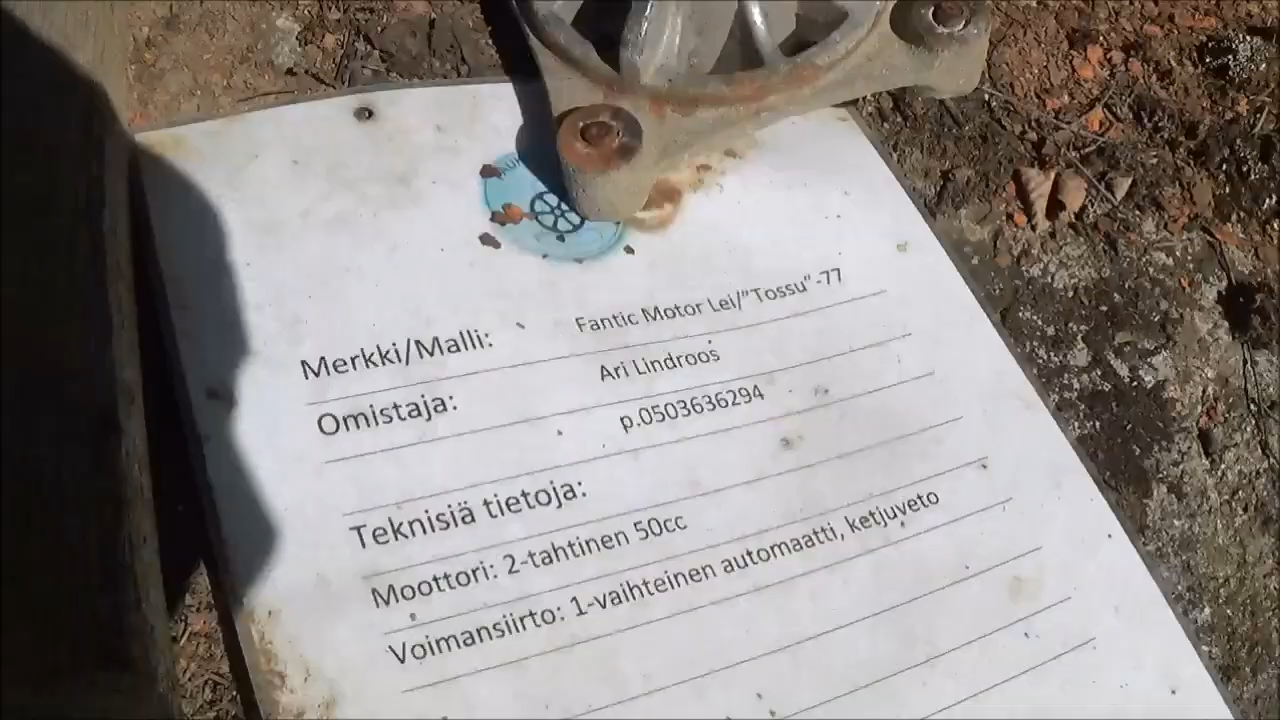 Merkki/Malli: Fantic Motor Lei/"Tossu" -77
Omistaja: Ari Lindroos
p.0503636294
Teknisiä tietoja:
Moottori: 2-tahtinen 50cc
Voimansiirto: 1-vaihteinen automaatti, ketjuveto